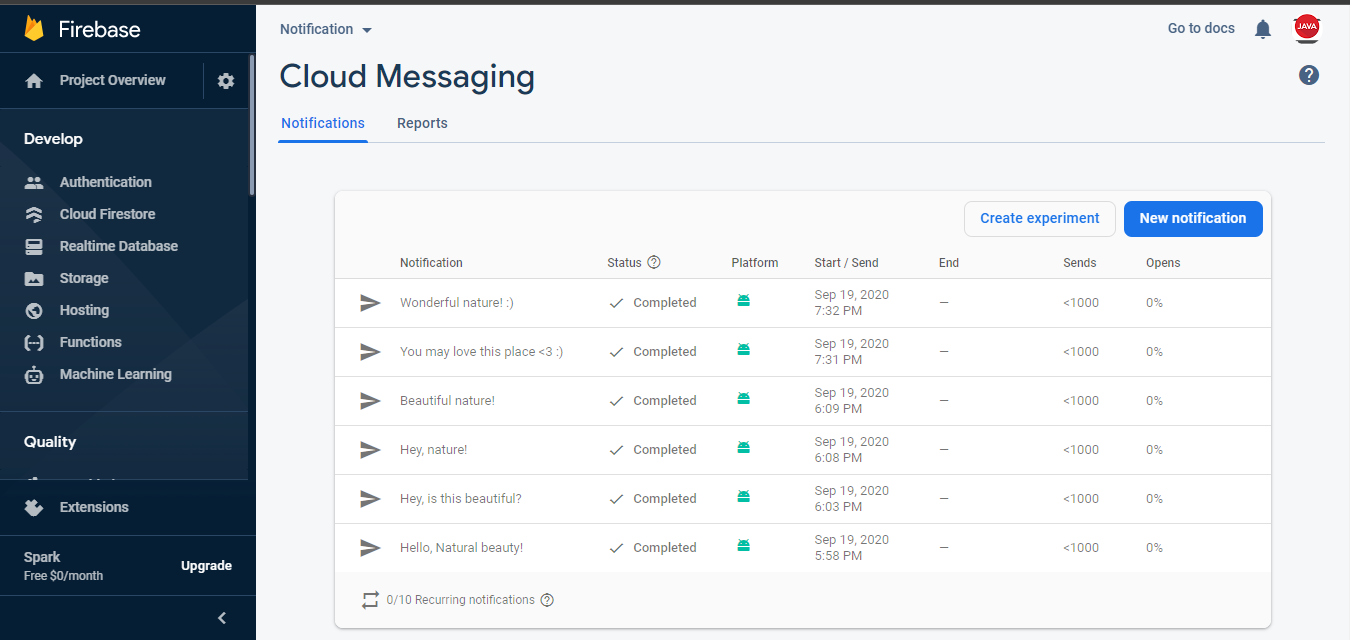 Firebase
Project Overview
Develop
Authentication
Cloud Firestore
Realtime Database
Storage
Hosting
Functions
Machine Learning
Quality
Extensions
Spark
Free $0/month
Upgrade
Notification
Go to docs
JAVA
Cloud Messaging
?
Notifications Reports
Create experiment New notification
Notification Status ? Platform Start / Send End Sends Opens
Wonderful nature! :) Completed Sep 19, 2020 — <1000 0%
7:32 PM
You may love this place <3 :) Completed Sep 19, 2020 — <1000 0%
7:31 PM
Beautiful nature! Completed Sep 19, 2020 — <1000 0%
6:09 PM
Hey, nature! Completed Sep 19, 2020 — <1000 0%
6:08 PM
Hey, is this beautiful? Completed Sep 19, 2020 — <1000 0%
6:03 PM
Hello, Natural beauty! Completed Sep 19, 2020 — <1000 0%
5:58 PM
0/10 Recurring notifications ?